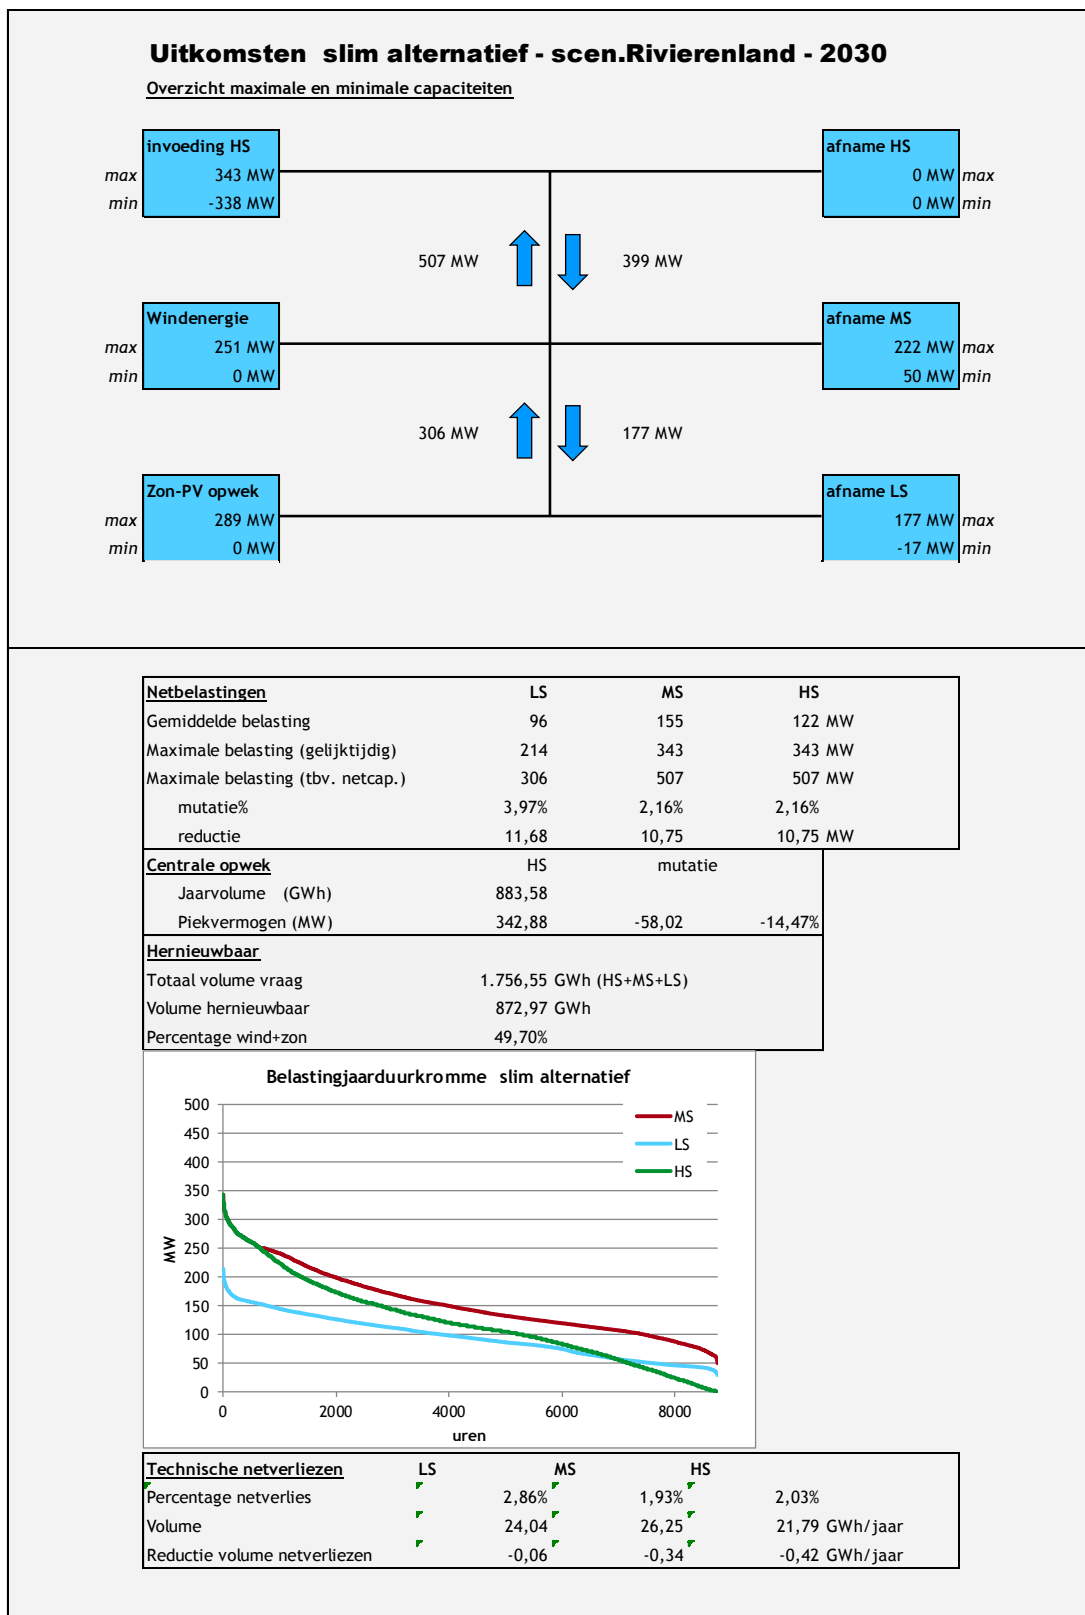 Uitkomsten slim alternatief - scen.Rivierenland - 2030
Overzicht maximale en minimale capaciteiten
invoeding HS afname HS
max 343 MW 0 MW max
min -338 MW 0 MW min
507 MW 399 MW
Windenergie afname MS
max 251 MW 222 MW max
min 0 MW 50 MW min
306 MW 177 MW
Zon-PV opwek afname LS
max 289 MW 177 MW max
min 0 MW -17 MW min
Netbelastingen LS MS HS
Gemiddelde belasting 96 155 122 MW
Maximale belasting (gelijktijdig) 214 343 343 MW
Maximale belasting (tbv. netcap.) 306 507 507 MW
mutatie% 3,97% 2,16% 2,16%
reductie 11,68 10,75 10,75 MW
Centrale opwek HS mutatie
Jaarvolume (GWh) 883,58
Piekvermogen (MW) 342,88 -58,02 -14,47%
Hernieuwbaar
Totaal volume vraag 1.756,55 GWh (HS+MS+LS)
Volume hernieuwbaar 872,97 GWh
Percentage wind+zon 49,70%
Belastingjaarduurkromme slim alternatief
500
450
400
350
300
250
200
150
100
50
0
MW
MS
LS
HS
0 2000 4000 6000 8000
uren
Technische netverliezen LS MS HS
Percentage netverlies 2,86% 1,93% 2,03%
Volume 24,04 26,25 21,79 GWh/jaar
Reductie volume netverliezen -0,06 -0,34 -0,42 GWh/jaar